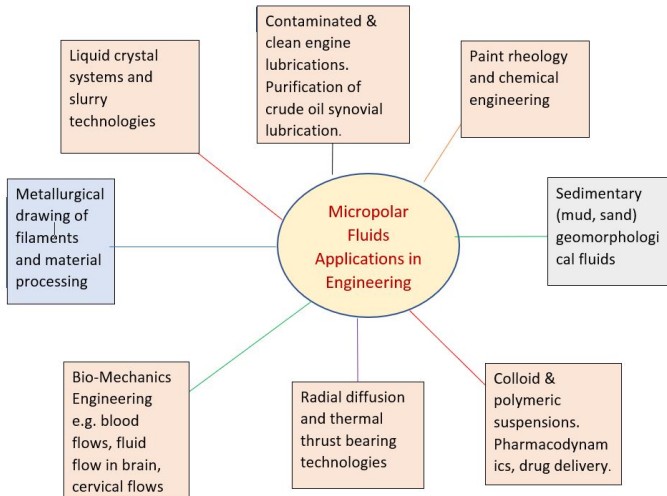 Contaminated &
clean engine
lubrications.
Purification of
crude oil synovial
lubrication.
Liquid crystal
systems and
slurry
technologies
Paint rheology
and chemical
engineering
Metallurgical
drawing of
filaments
and material
processing
Micropolar
Fluids
Applications in
Engineering
Sedimentary
(mud, sand)
geomorphologi
cal fluids
Bio-Mechanics
Engineering
e.g. blood
flows, fluid
flow in brain,
cervical flows
Radial diffusion
and thermal
thrust bearing
technologies
Colloid &
polymeric
suspensions.
Pharmacodynam
ics, drug delivery.